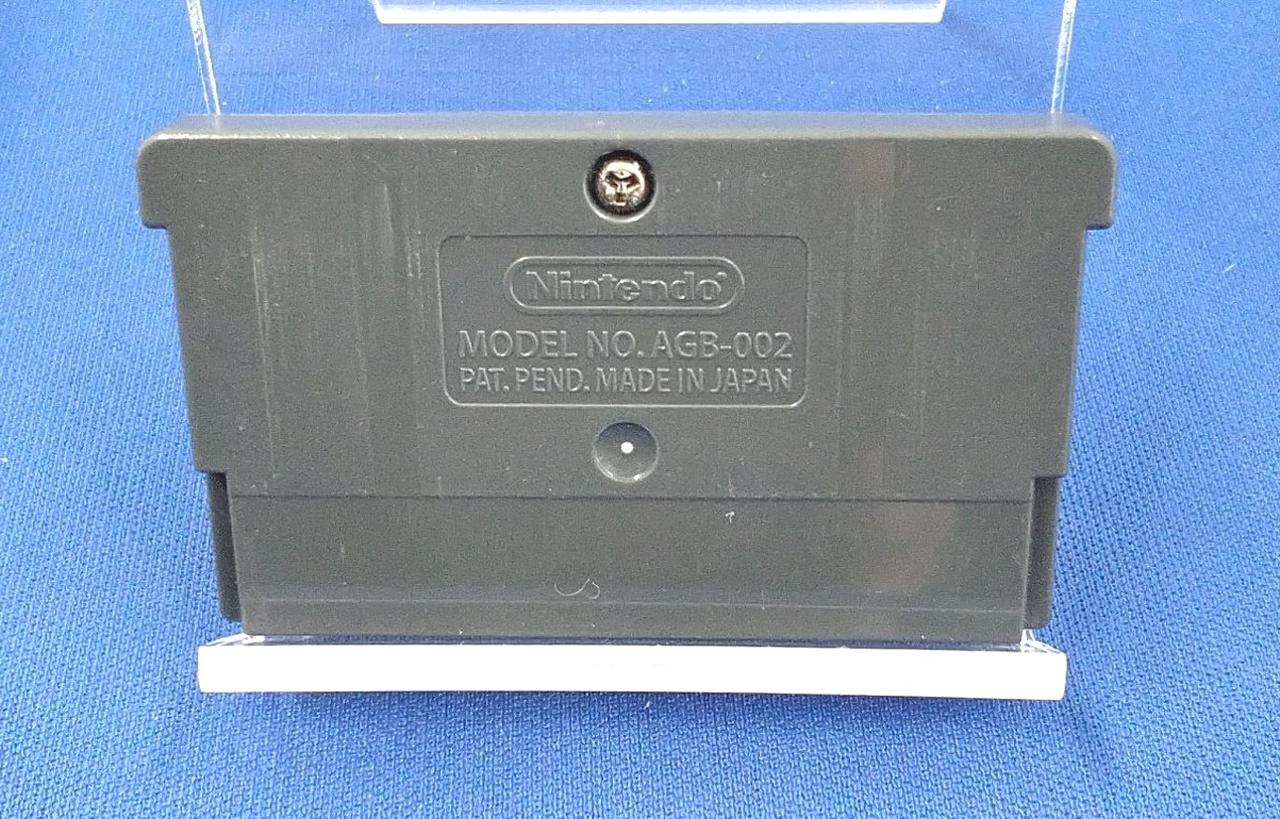 Nintendo
MODEL NO. AGB-002
PAT. PEND. MADE IN JAPAN